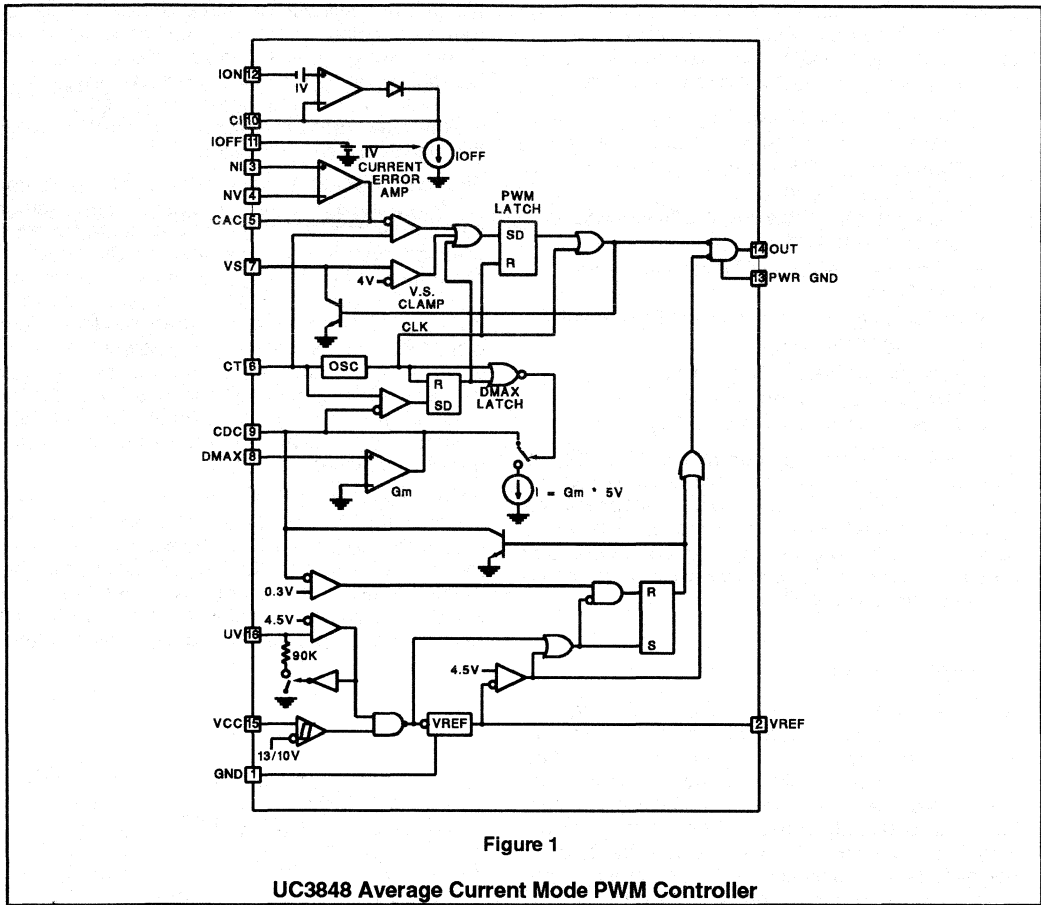 ION 12
1V
CI 10
IOFF 11
1V
IOFF
NI 3
CURRENT
ERROR
AMP
NV 4
CAC 5
PWM
LATCH
SD
R
VS 7
4V
V.S.
CLAMP
14 OUT
13 PWR GND
CLK
CT 6
OSC
R
SD
DMAX
LATCH
CDC 9
DMAX 8
Gm
I = Gm * 5V
0.3V
R
S
4.5V
UV 16
90K
4.5V
VCC 15
13/10V
VREF
2 VREF
GND 1
Figure 1
UC3848 Average Current Mode PWM Controller